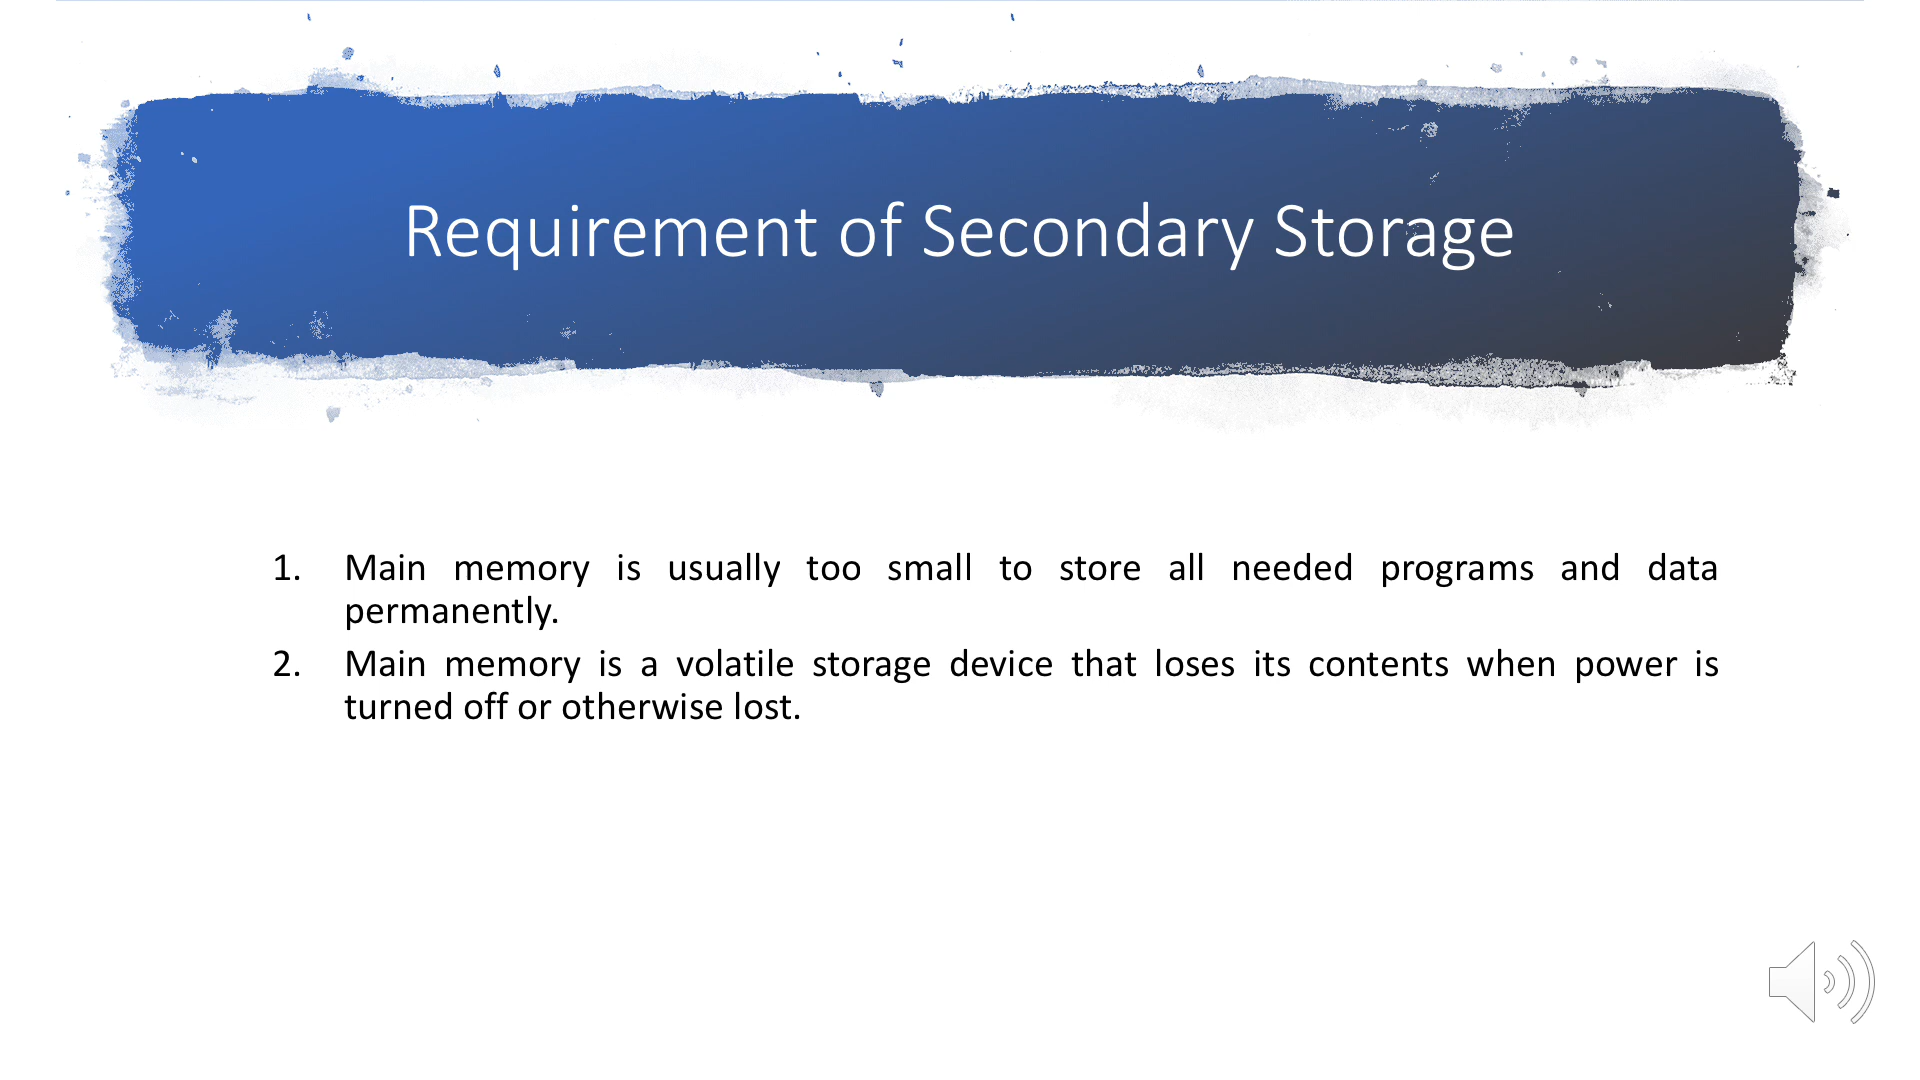 Requirement of Secondary Storage
1. Main memory is usually too small to store all needed programs and data
permanently.
2. Main memory is a volatile storage device that loses its contents when power is
turned off or otherwise lost.